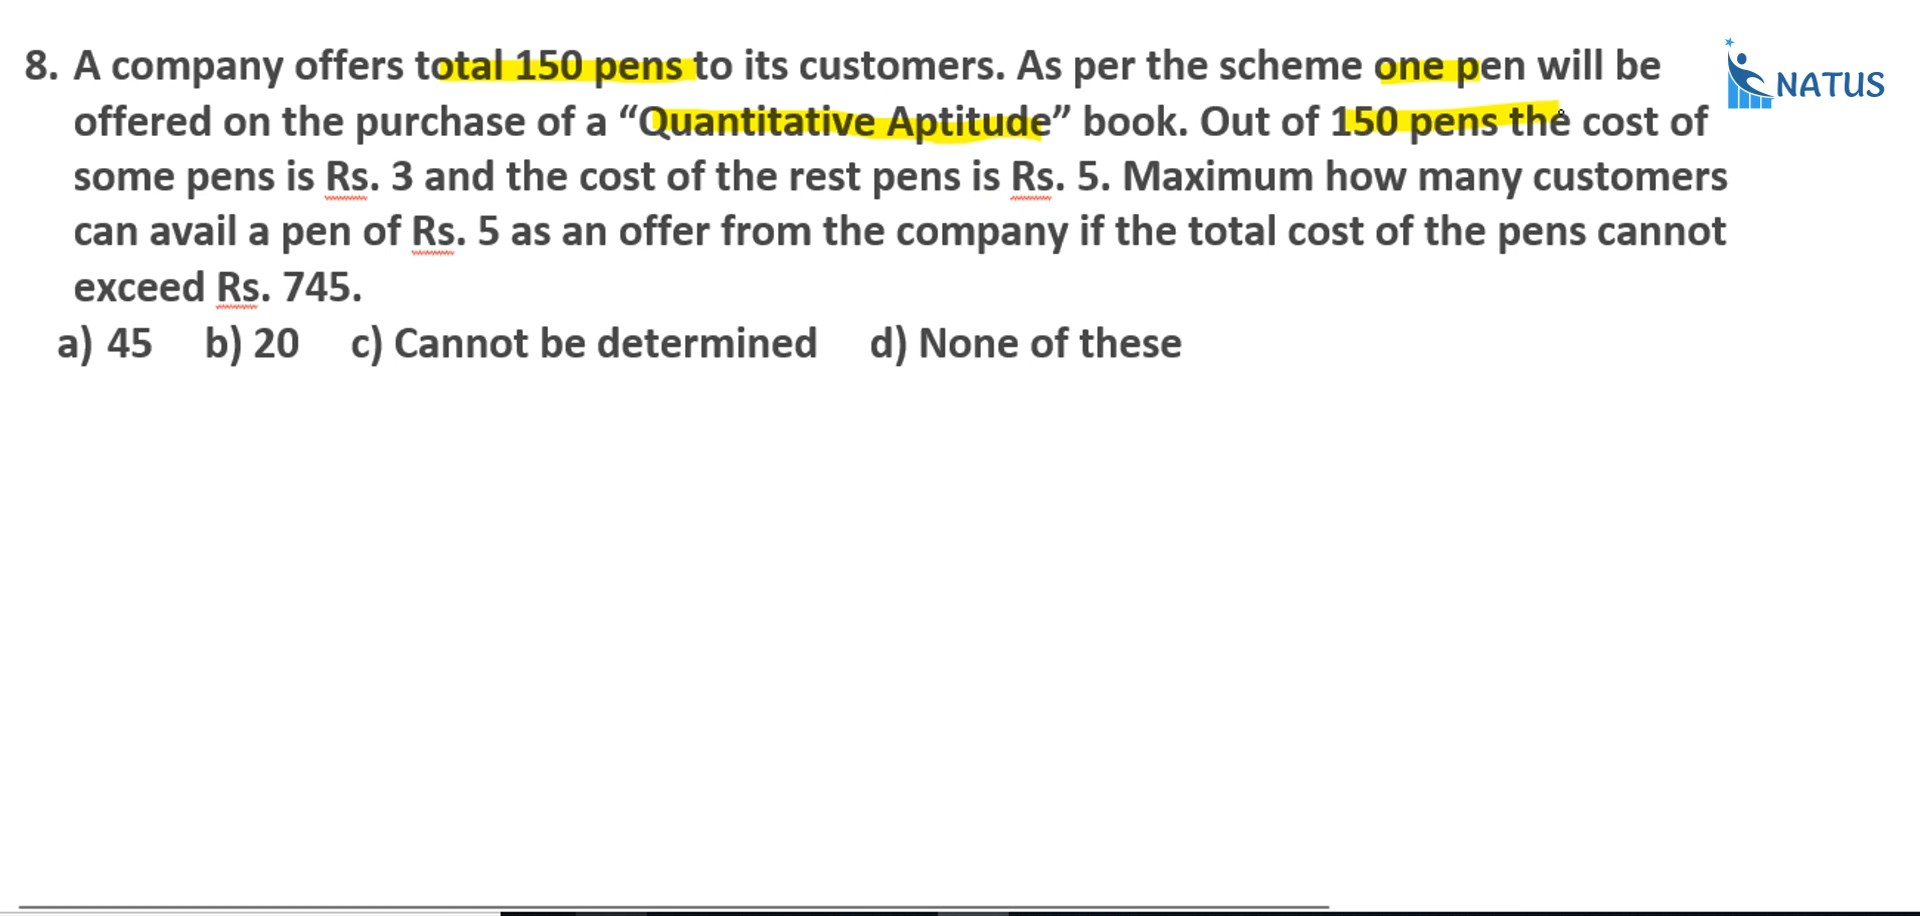 8. A company offers total 150 pens to its customers. As per the scheme one pen will be
offered on the purchase of a “Quantitative Aptitude” book. Out of 150 pens the cost of
some pens is Rs. 3 and the cost of the rest pens is Rs. 5. Maximum how many customers
can avail a pen of Rs. 5 as an offer from the company if the total cost of the pens cannot
exceed Rs. 745.
a) 45 b) 20 c) Cannot be determined d) None of these
NATUS